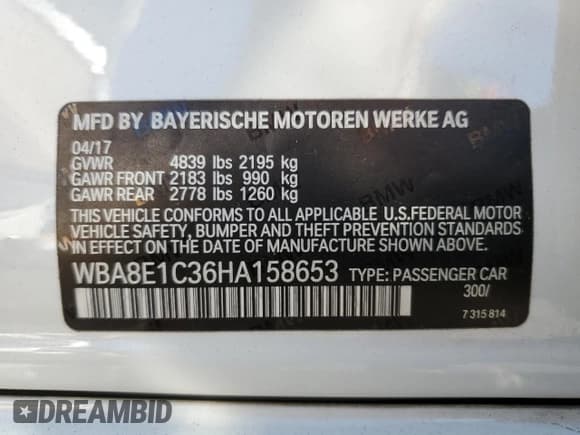 MFD BY BAYERISCHE MOTOREN WERKE AG
04/17
GVWR 4839 lbs 2195 kg
GAWR FRONT 2183 lbs 990 kg
GAWR REAR 2778 lbs 1260 kg
THIS VEHICLE CONFORMS TO ALL APPLICABLE U.S.FEDERAL MOTOR
VEHICLE SAFETY, BUMPER AND THEFT PREVENTION STANDARDS
IN EFFECT ON THE DATE OF MANUFACTURE SHOWN ABOVE.
WBA8E1C36HA158653 TYPE: PASSENGER CAR
300/
7 315 814
DREAMBID